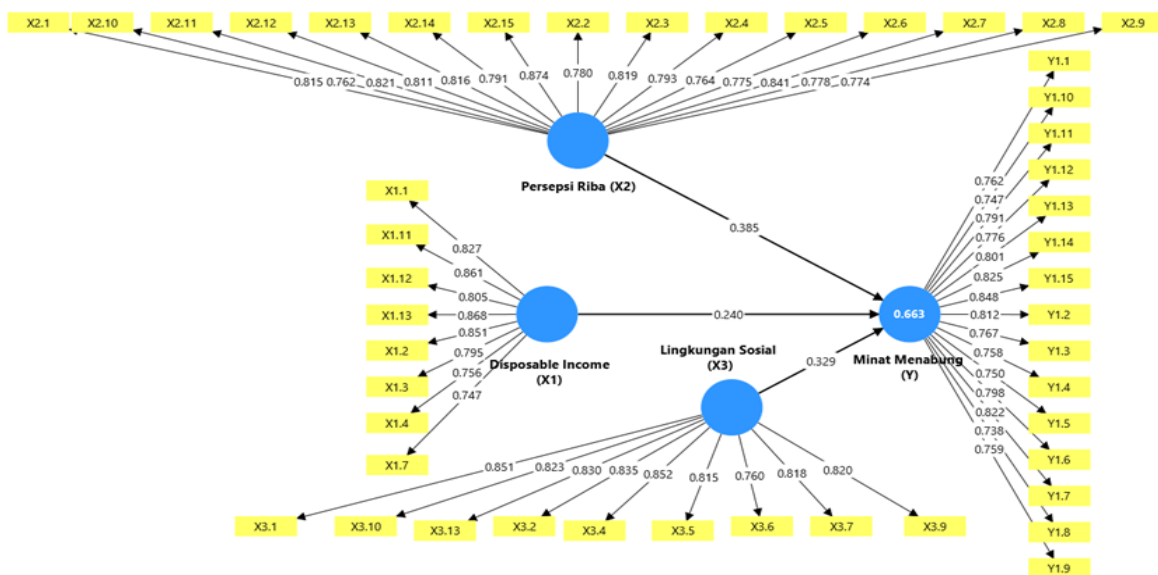 X2.1 X2.10 X2.11 X2.12 X2.13 X2.14 X2.15 X2.2 X2.3 X2.4 X2.5 X2.6 X2.7 X2.8 X2.9
0.815 0.762 0.821 0.811 0.816 0.791 0.874 0.780 0.819 0.793 0.764 0.775 0.841 0.778 0.774
Persepsi Riba (X2)
0.385
X1.1
X1.11
X1.12
X1.13
X1.2
X1.3
X1.4
X1.7
0.827
0.861
0.805
0.868
0.851
0.795
0.756
0.747
Disposable Income
(X1)
0.240
Lingkungan Sosial
(X3)
0.329
0.663
Minat Menabung
(Y)
0.851 0.823 0.830 0.835 0.852 0.815 0.760 0.818 0.820
X3.1 X3.10 X3.13 X3.2 X3.4 X3.5 X3.6 X3.7 X3.9
0.762
0.747
0.791
0.776
0.801
0.825
0.848
0.812
0.767
0.758
0.750
0.798
0.822
0.738
0.759
Y1.1
Y1.10
Y1.11
Y1.12
Y1.13
Y1.14
Y1.15
Y1.2
Y1.3
Y1.4
Y1.5
Y1.6
Y1.7
Y1.8
Y1.9